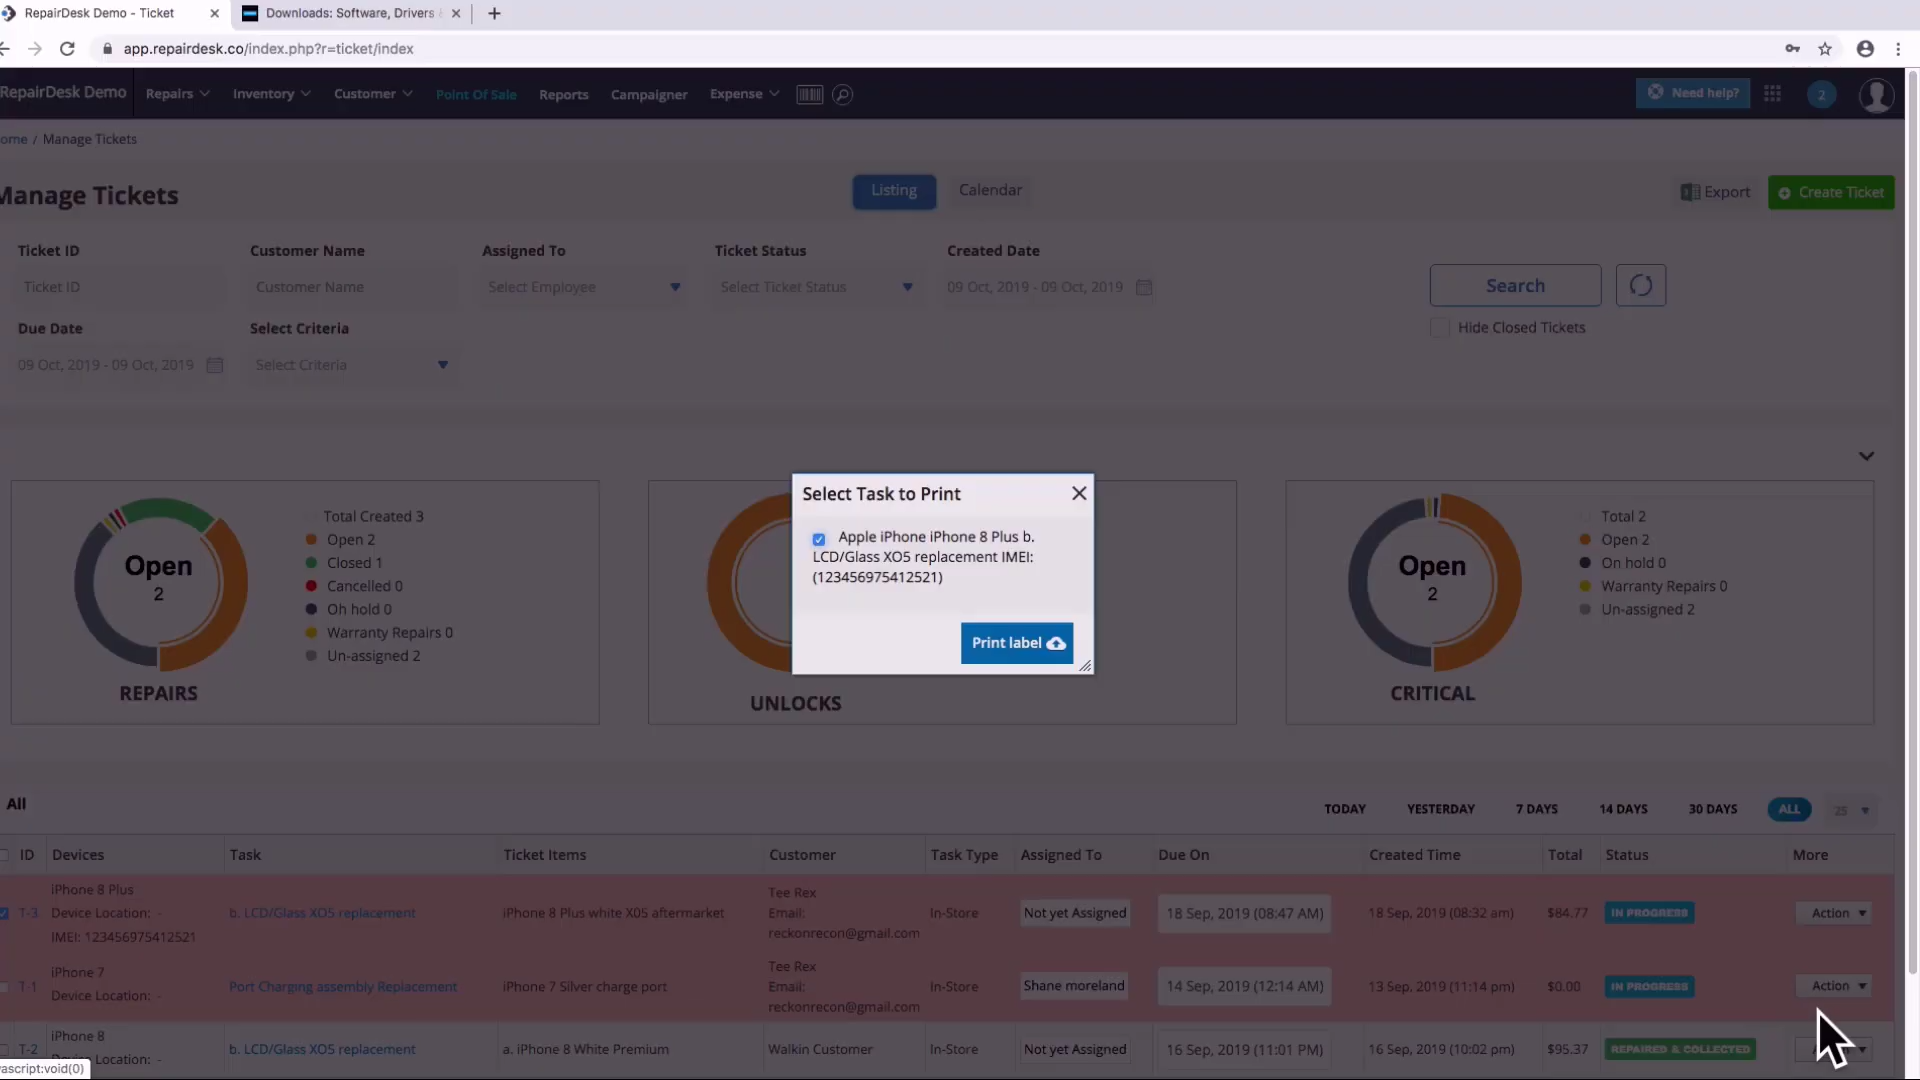 RepairDesk Demo - Ticket
Downloads: Software, Drivers
app.repairdesk.co/index.php?r=ticket/index
RepairDesk Demo
Repairs
Inventory
Customer
Point Of Sale
Reports
Campaigner
Expense
Need help?
2
ome / Manage Tickets
Manage Tickets
Listing
Calendar
Export
Create Ticket
Ticket ID
Customer Name
Assigned To
Ticket Status
Created Date
Ticket ID
Customer Name
Select Employee
Select Ticket Status
09 Oct, 2019 - 09 Oct, 2019
Search
Due Date
Select Criteria
Hide Closed Tickets
09 Oct, 2019 - 09 Oct, 2019
Select Criteria
Open
2
REPAIRS
Total Created 3
Open 2
Closed 1
Cancelled 0
Oh hold 0
Warranty Repairs 0
Un-assigned 2
UNLOCKS
Select Task to Print
Apple iPhone iPhone 8 Plus b.
LCD/Glass XO5 replacement IMEI:
(123456975412521)
Print label
Open
2
CRITICAL
Total 2
Open 2
On hold 0
Warranty Repairs 0
Un-assigned 2
All
TODAY
YESTERDAY
7 DAYS
14 DAYS
30 DAYS
ALL
25
ID Devices Task Ticket Items Customer Task Type Assigned To Due On Created Time Total Status More
T-3
iPhone 8 Plus
Device Location: -
IMEI: 123456975412521
b. LCD/Glass XO5 replacement
iPhone 8 Plus white X05 aftermarket
Tee Rex
Email:
reckonrecon@gmail.com
In-Store
Not yet Assigned
18 Sep, 2019 (08:47 AM)
18 Sep, 2019 (08:32 am)
$84.77
IN PROGRESS
Action
T-1
iPhone 7
Device Location: -
Port Charging assembly Replacement
iPhone 7 Silver charge port
Tee Rex
Email:
reckonrecon@gmail.com
In-Store
Shane moreland
14 Sep, 2019 (12:14 AM)
13 Sep, 2019 (11:14 pm)
$0.00
IN PROGRESS
Action
T-2
iPhone 8
Device Location: -
b. LCD/Glass XO5 replacement
a. iPhone 8 White Premium
Walkin Customer
In-Store
Not yet Assigned
16 Sep, 2019 (11:01 PM)
16 Sep, 2019 (10:02 pm)
$95.37
REPAIRED & COLLECTED
vascript:void(0)